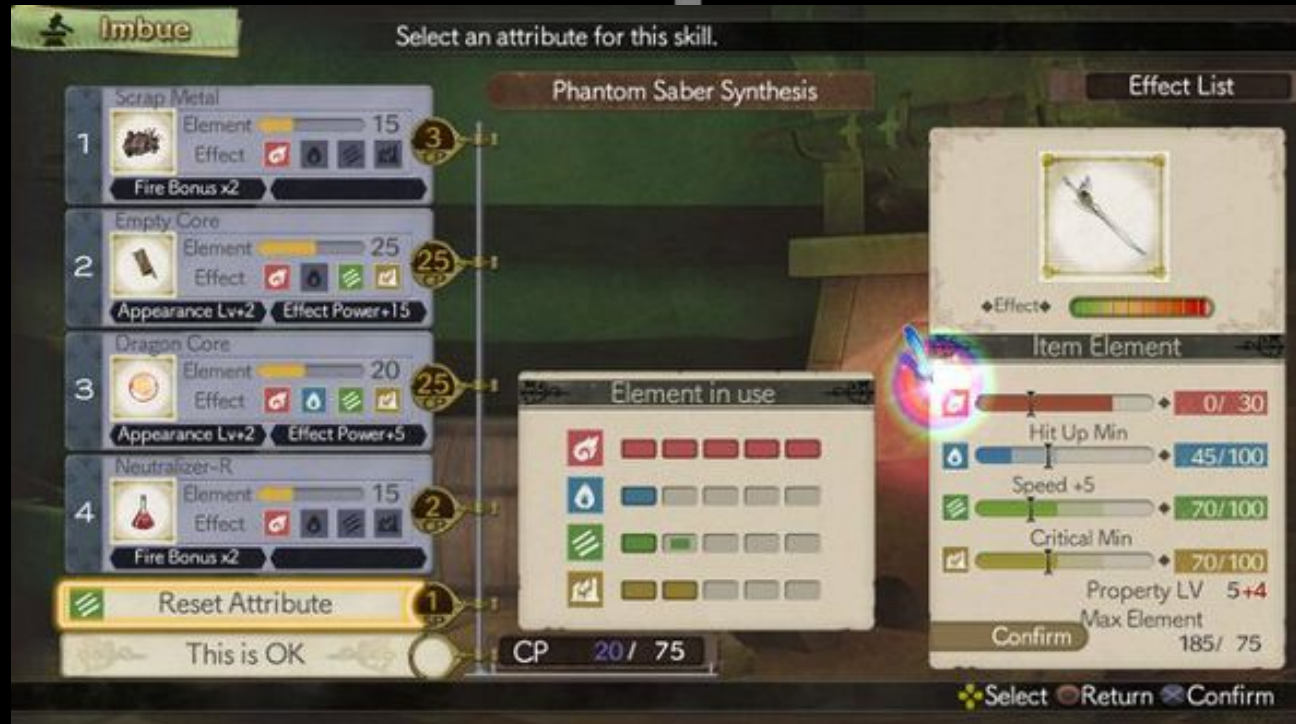 Imbue
Select an attribute for this skill.
Phantom Saber Synthesis
Effect List
1
Scrap Metal
Element 15
Effect
3 CP
Fire Bonus x2
2
Empty Core
Element 25
Effect
25 CP
Appearance Lv+2 Effect Power+15
3
Dragon Core
Element 20
Effect
25 CP
Appearance Lv+2 Effect Power+5
4
Neutralizer-R
Element 15
Effect
2 CP
Fire Bonus x2
Reset Attribute 1 SP
This is OK
Element in use
CP 20/ 75
◆Effect◆
Item Element
0/ 30
Hit Up Min
45/100
Speed +5
70/100
Critical Min
70/100
Property LV 5+4
Max Element
185/ 75
Confirm
Select Return Confirm